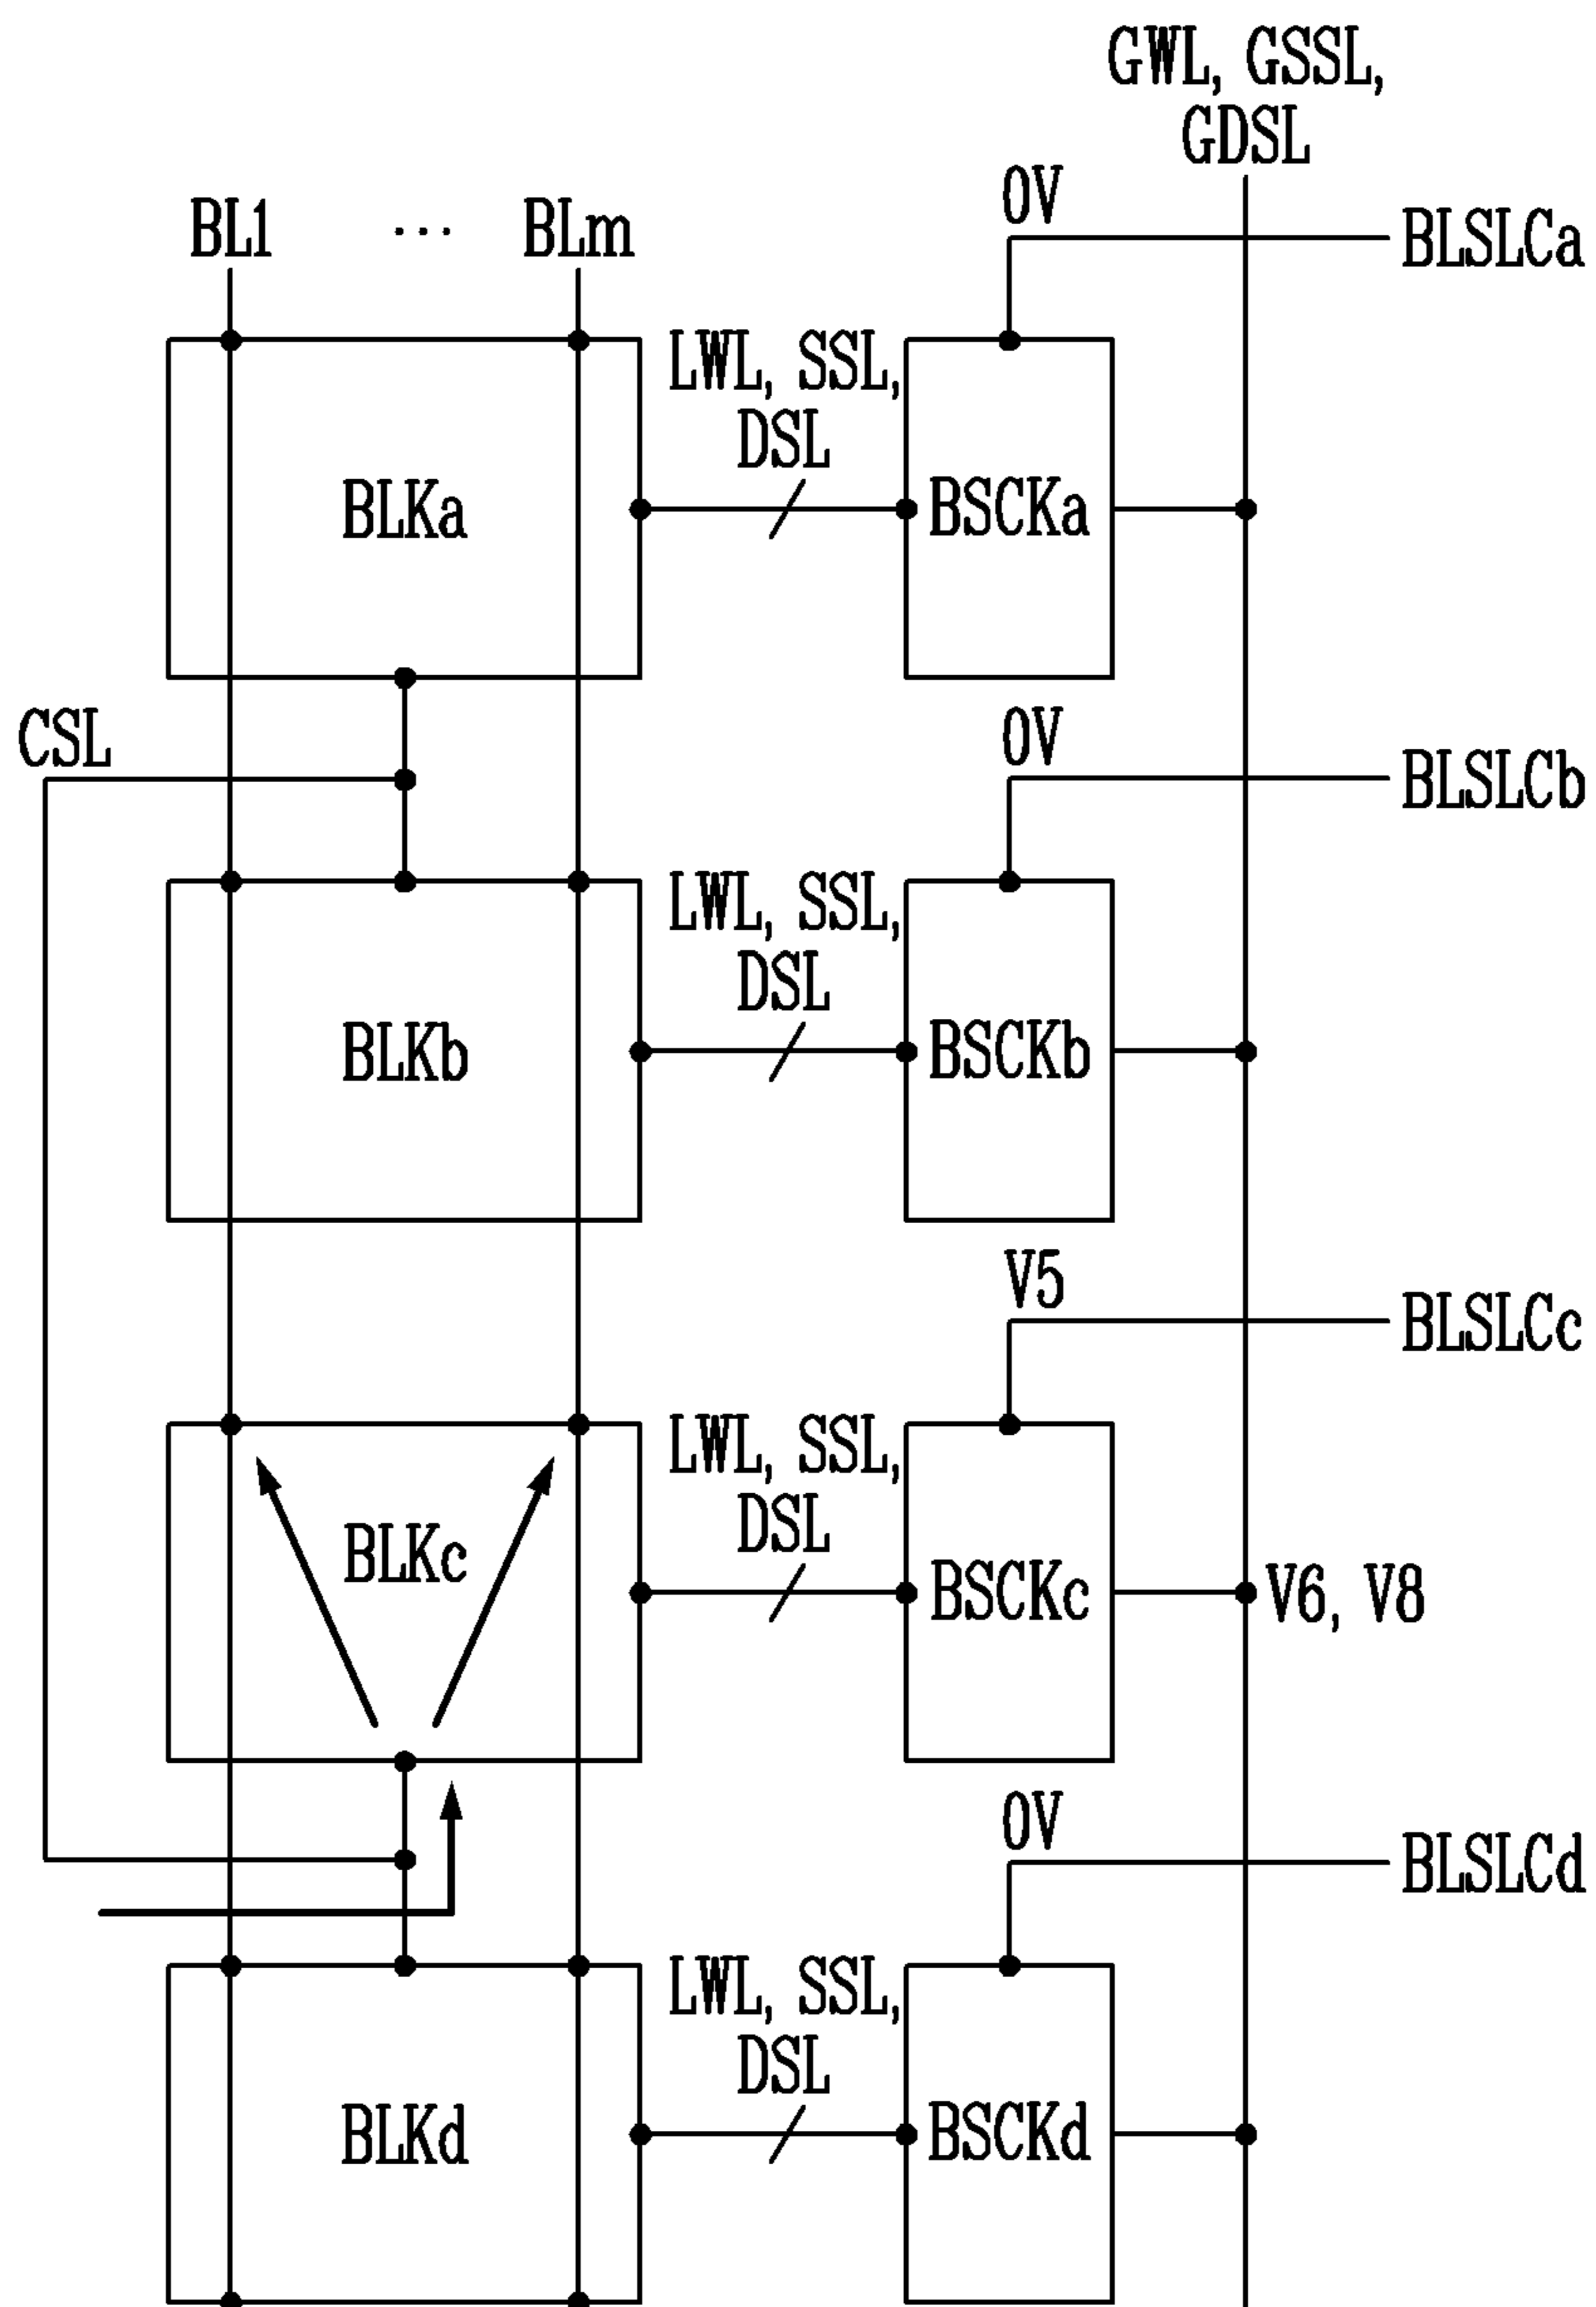 GWL, GSSL,
GDSL
BL1 ... BLm
0V
BLSLCa
LWL, SSL,
DSL
BLKa
BSCKa
CSL
0V
BLSLCb
LWL, SSL,
DSL
BLKb
BSCKb
V5
BLSLCc
LWL, SSL,
DSL
BLKc
BSCKc
V6, V8
0V
BLSLCd
LWL, SSL,
DSL
BLKd
BSCKd